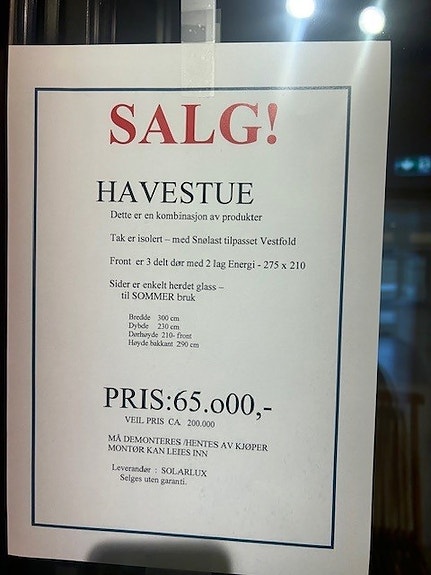 SALG!
HAVESTUE
Dette er en kombinasjon av produkter
Tak er isolert – med Snølast tilpasset Vestfold
Front er 3 delt dør med 2 lag Energi - 275 x 210
Sider er enkelt herdet glass –
til SOMMER bruk
Bredde 300 cm
Dybde 230 cm
Dørhøyde 210- front
Høyde bakkant 290 cm
PRIS:65.o00,-
VEIL PRIS CA. 200.000
MÅ DEMONTERES /HENTES AV KJØPER
MONTØR KAN LEIES INN
Leverandør : SOLARLUX
Selges uten garanti.